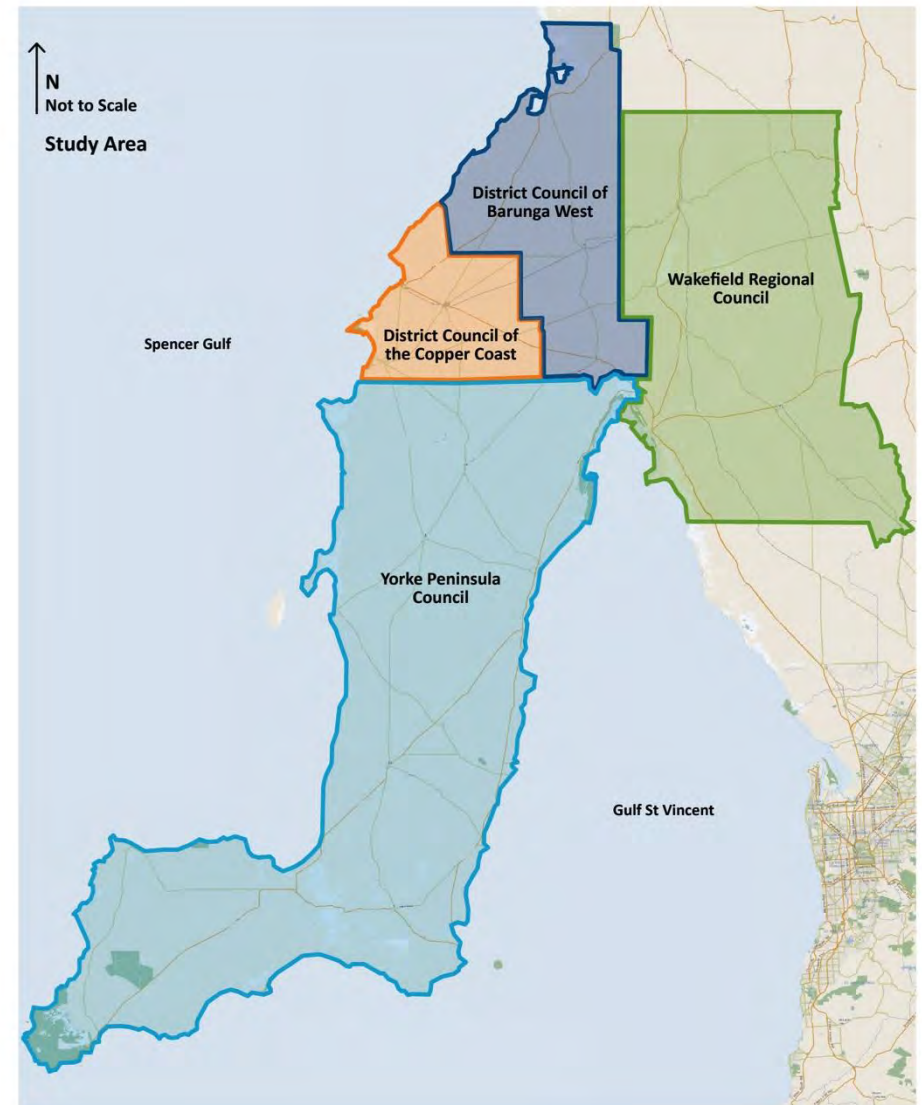 N
Not to Scale
Study Area
District Council of
Barunga West
Wakefield Regional
Council
Spencer Gulf
District Council of
the Copper Coast
Yorke Peninsula
Council
Gulf St Vincent